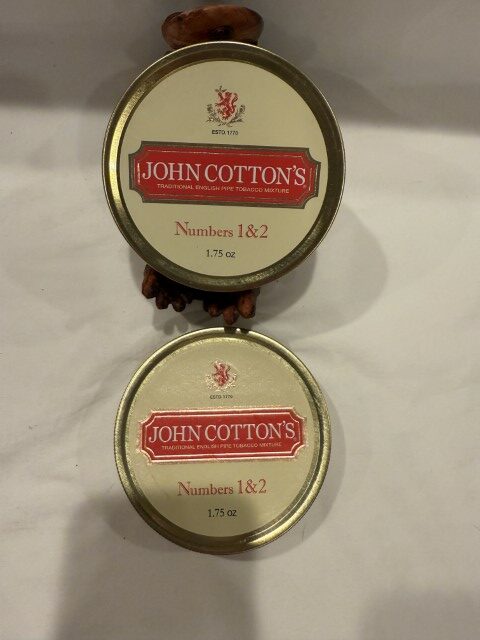 ESTD. 1770
JOHN COTTON'S
TRADITIONAL ENGLISH PIPE TOBACCO MIXTURE
Numbers 1&2
1.75 oz
ESTD. 1770
JOHN COTTON'S
TRADITIONAL ENGLISH PIPE TOBACCO MIXTURE
Numbers 1&2
1.75 oz